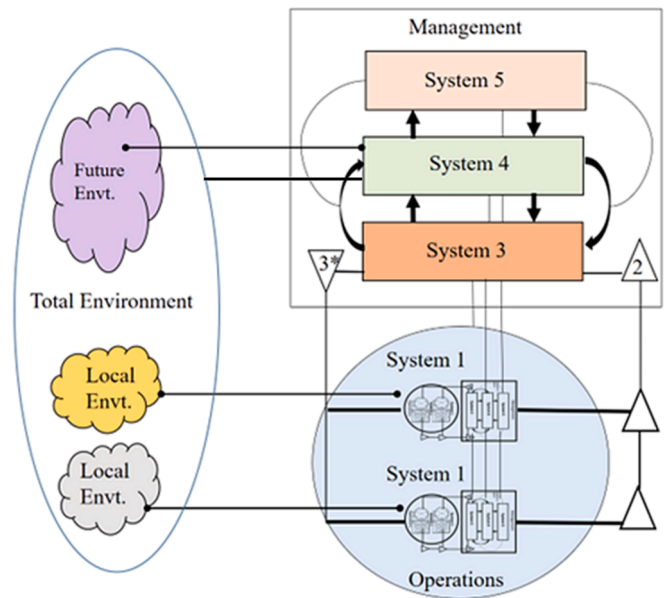 Management
System 5
Future
Envt.
System 4
System 3
3*
2
Total Environment
System 1
Local
Envt.
System 1
Local
Envt.
Operations